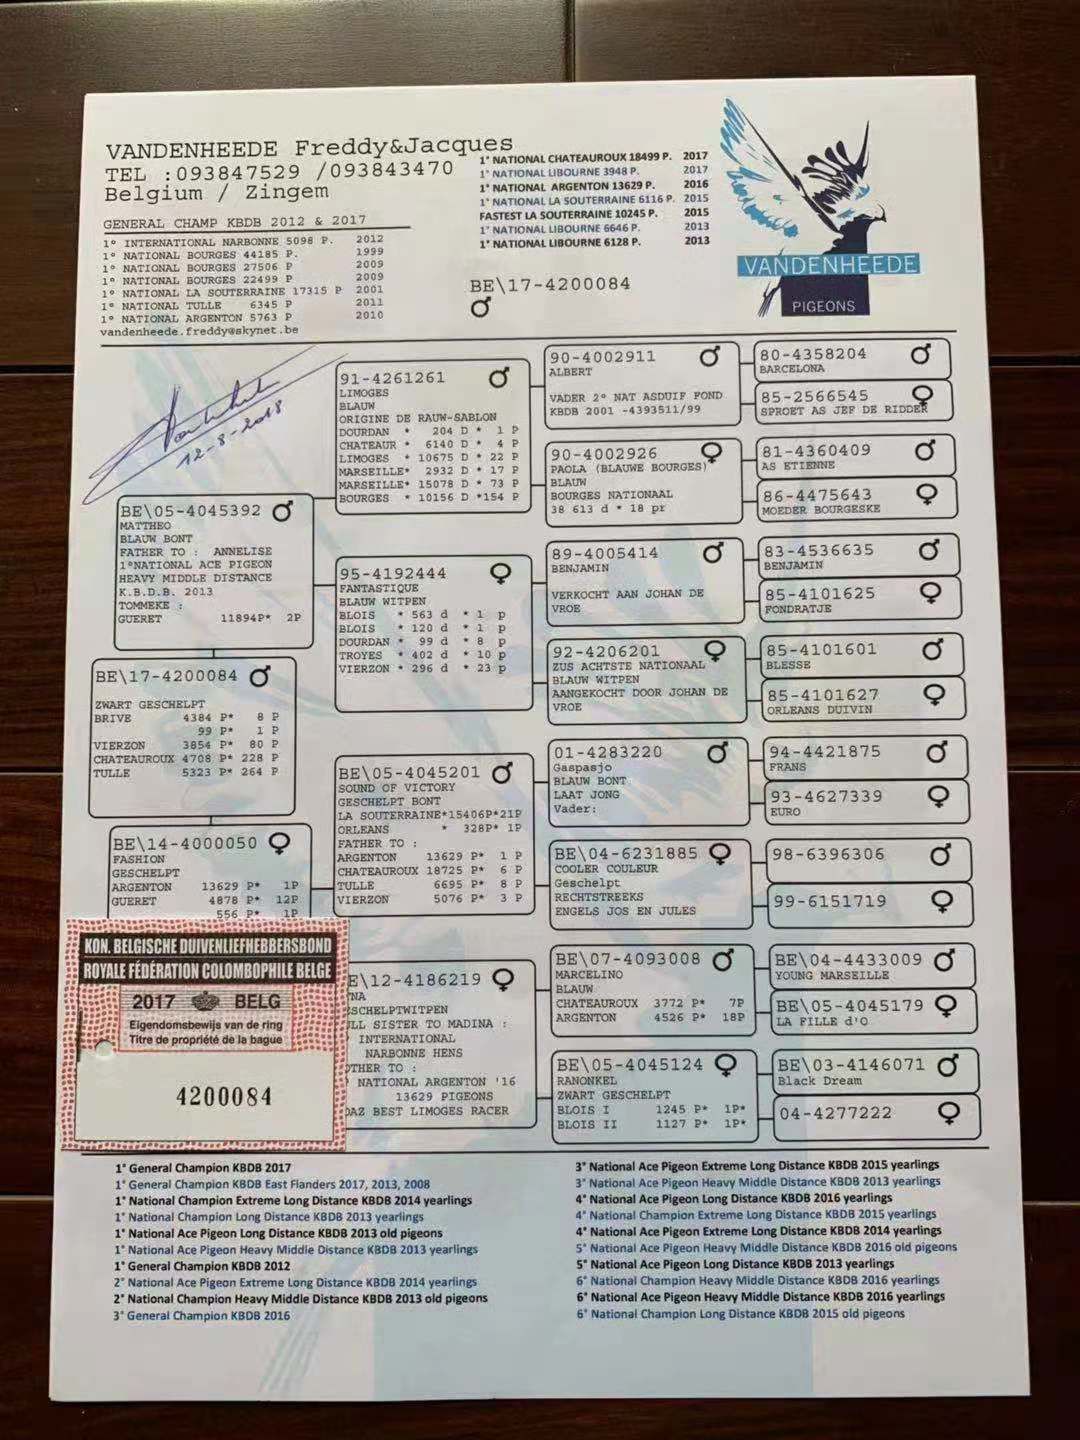 VANDENHEEDE Freddy&Jacques
TEL :093847529 /093843470
Belgium / Zingem
GENERAL CHAMP KBDB 2012 & 2017
1° INTERNATIONAL NARBONNE 5098 P. 2012
1° NATIONAL BOURGES 44185 P. 1999
1° NATIONAL BOURGES 27506 P 2009
1° NATIONAL BOURGES 22499 P 2009
1° NATIONAL LA SOUTERRAINE 17315 P 2001
1° NATIONAL TULLE 6345 P 2011
1° NATIONAL ARGENTON 5763 P 2010
vandenheede.freddy@skynet.be
1° NATIONAL CHATEAUROUX 18499 P. 2017
1° NATIONAL LIBOURNE 3948 P. 2017
1° NATIONAL ARGENTON 13629 P. 2016
1° NATIONAL LA SOUTERRAINE 6116 P. 2015
FASTEST LA SOUTERRAINE 10245 P. 2015
1° NATIONAL LIBOURNE 6646 P. 2013
1° NATIONAL LIBOURNE 6128 P. 2013
BE\17-4200084
♂
VANDENHEEDE
PIGEONS
12-8-2018
BE\05-4045392 ♂
MATTHEO
BLAUW BONT
FATHER TO : ANNELISE
1°NATIONAL ACE PIGEON
HEAVY MIDDLE DISTANCE
K.B.D.B. 2013
TOMMEKE :
GUERET 11894P* 2P
BE\17-4200084 ♂
ZWART GESCHELPT
BRIVE 4384 P* 8 P
99 P* 1 P
VIERZON 3854 P* 80 P
CHATEAUROUX 4708 P* 228 P
TULLE 5323 P* 264 P
BE\14-4000050 ♀
FASHION
GESCHELPT
ARGENTON 13629 P* 1P
GUERET 4878 P* 12P
556 P* 1P
91-4261261 ♂
LIMOGES
BLAUW
ORIGINE DE RAUW-SABLON
DOURDAN * 204 D * 1 P
CHATEAUR * 6140 D * 4 P
LIMOGES * 10675 D * 22 P
MARSEILLE* 2932 D * 17 P
MARSEILLE* 15078 D * 73 P
BOURGES * 10156 D *154 P
95-4192444 ♀
FANTASTIQUE
BLAUW WITPEN
BLOIS * 563 d * 1 p
BLOIS * 120 d * 1 p
DOURDAN * 99 d * 8 p
TROYES * 402 d * 10 p
VIERZON * 296 d * 23 p
BE\05-4045201 ♂
SOUND OF VICTORY
GESCHELPT BONT
LA SOUTERRAINE*15406P*21P
ORLEANS * 328P* 1P
FATHER TO :
ARGENTON 13629 P* 1 P
CHATEAUROUX 18725 P* 6 P
TULLE 6695 P* 8 P
VIERZON 5076 P* 3 P
E\12-4186219 ♀
NA
SCHELPTWITPEN
LL SISTER TO MADINA :
INTERNATIONAL
NARBONNE HENS
THER TO :
NATIONAL ARGENTON '16
13629 PIGEONS
AZ BEST LIMOGES RACER
90-4002911 ♂
ALBERT
VADER 2° NAT ASDUIF FOND
KBDB 2001 -4393511/99
90-4002926 ♀
PAOLA (BLAUWE BOURGES)
BLAUW
BOURGES NATIONAAL
38 613 d * 18 pr
89-4005414 ♂
BENJAMIN
VERKOCHT AAN JOHAN DE
VROE
92-4206201 ♀
ZUS ACHTSTE NATIONAAL
BLAUW WITPEN
AANGEKOCHT DOOR JOHAN DE
VROE
01-4283220 ♂
Gaspasjo
BLAUW BONT
LAAT JONG
Vader:
BE\04-6231885 ♀
COOLER COULEUR
Geschelpt
RECHTSTREEKS
ENGELS JOS EN JULES
BE\07-4093008 ♂
MARCELINO
BLAUW
CHATEAUROUX 3772 P* 7P
ARGENTON 4526 P* 18P
BE\05-4045124 ♀
RANONKEL
ZWART GESCHELPT
BLOIS I 1245 P* 1P*
BLOIS II 1127 P* 1P*
80-4358204 ♂
BARCELONA
85-2566545 ♀
SPROET AS JEF DE RIDDER
81-4360409 ♂
AS ETIENNE
86-4475643 ♀
MOEDER BOURGESKE
83-4536635 ♂
BENJAMIN
85-4101625 ♀
FONDRATJE
85-4101601 ♂
BLESSE
85-4101627 ♀
ORLEANS DUIVIN
94-4421875 ♂
FRANS
93-4627339 ♀
EURO
98-6396306 ♂
99-6151719 ♀
BE\04-4433009 ♂
YOUNG MARSEILLE
BE\05-4045179 ♀
LA FILLE d'O
BE\03-4146071 ♂
Black Dream
04-4277222 ♀
KON. BELGISCHE DUIVENLIEFHEBBERSBOND
ROYALE FÉDÉRATION COLOMBOPHILE BELGE
2017 BELG
Eigendomsbewijs van de ring
Titre de propriété de la bague
4200084
1° General Champion KBDB 2017
1° General Champion KBDB East Flanders 2017, 2013, 2008
1° National Champion Extreme Long Distance KBDB 2014 yearlings
1° National Champion Long Distance KBDB 2013 yearlings
1° National Ace Pigeon Long Distance KBDB 2013 old pigeons
1° National Ace Pigeon Heavy Middle Distance KBDB 2013 yearlings
1° General Champion KBDB 2012
2° National Ace Pigeon Extreme Long Distance KBDB 2014 yearlings
2° National Champion Heavy Middle Distance KBDB 2013 old pigeons
3° General Champion KBDB 2016
3° National Ace Pigeon Extreme Long Distance KBDB 2015 yearlings
3° National Ace Pigeon Heavy Middle Distance KBDB 2013 yearlings
4° National Ace Pigeon Long Distance KBDB 2016 yearlings
4° National Champion Extreme Long Distance KBDB 2015 yearlings
4° National Ace Pigeon Extreme Long Distance KBDB 2014 yearlings
5° National Ace Pigeon Heavy Middle Distance KBDB 2016 old pigeons
5° National Ace Pigeon Long Distance KBDB 2013 yearlings
6° National Champion Heavy Middle Distance KBDB 2016 yearlings
6° National Ace Pigeon Heavy Middle Distance KBDB 2016 yearlings
6° National Champion Long Distance KBDB 2015 old pigeons